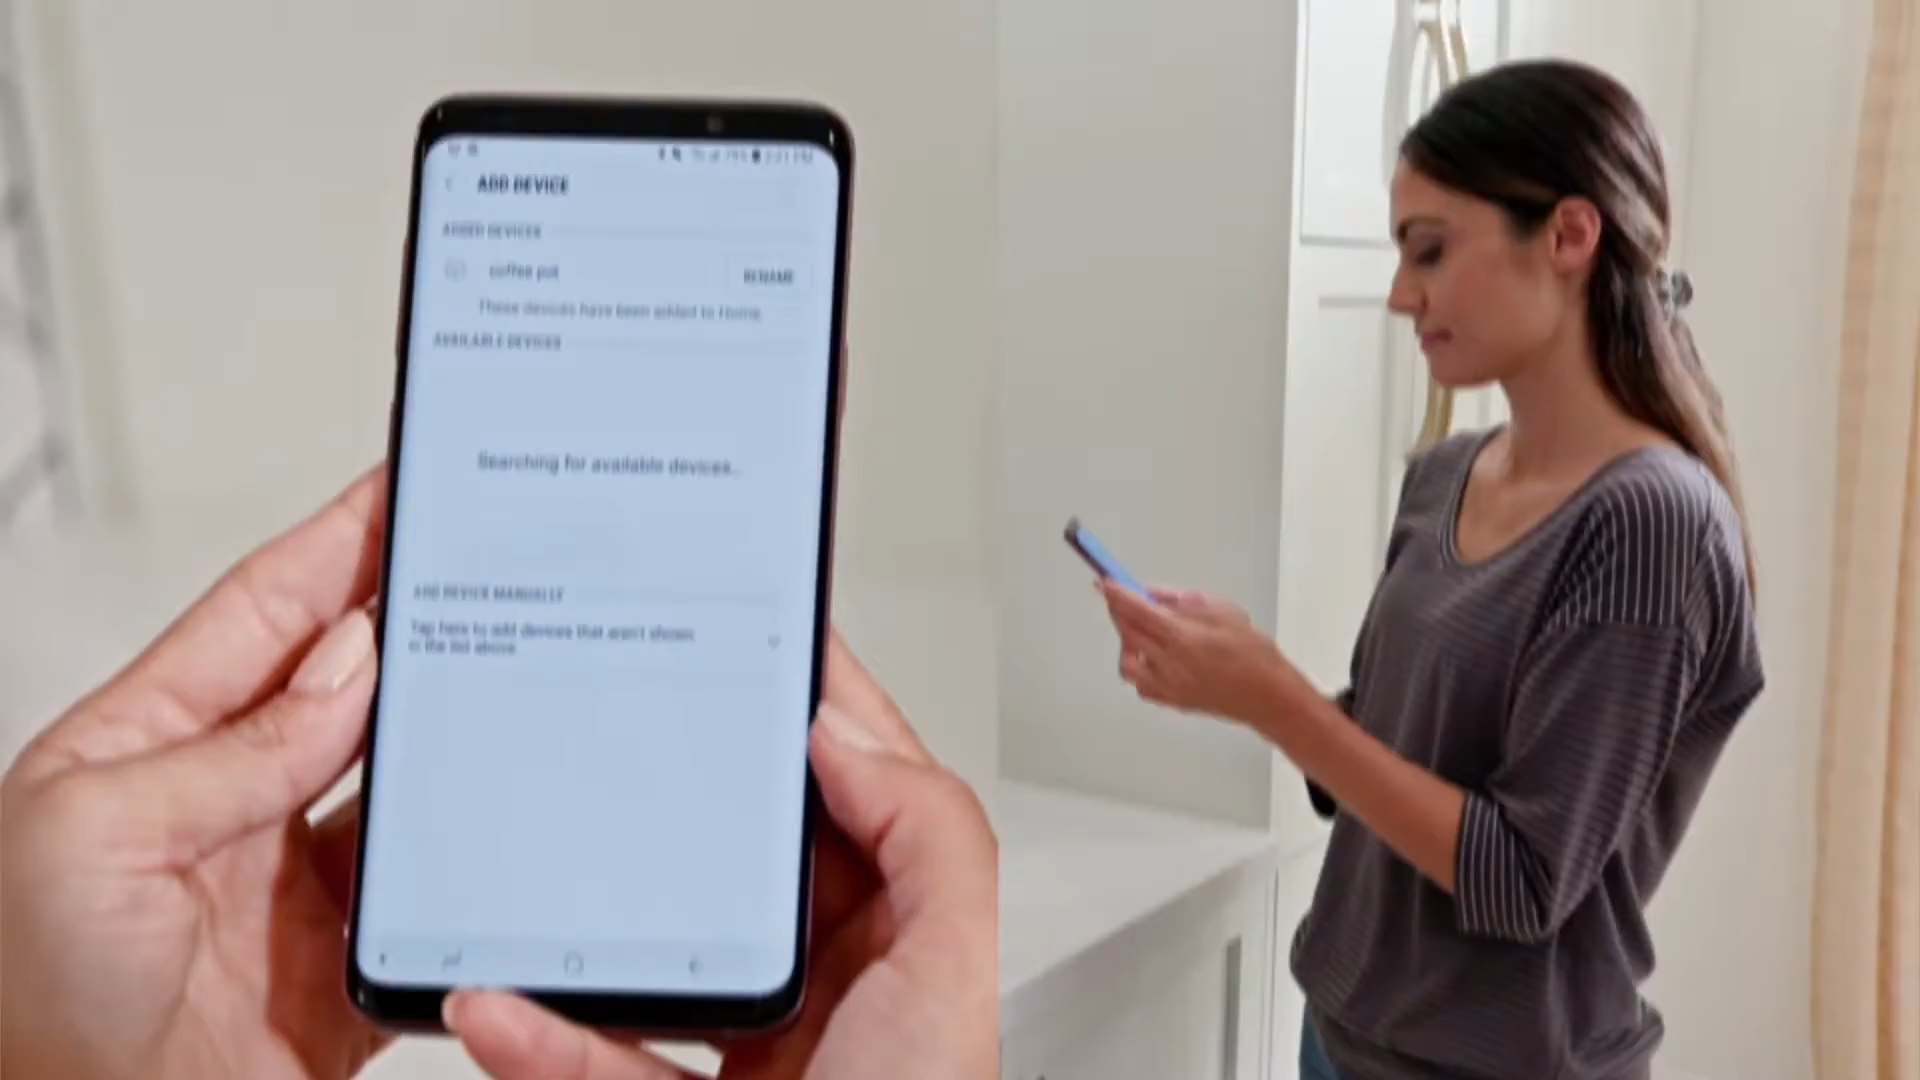 ADD DEVICE
ADDED DEVICES
coffee pot
RENAME
These devices have been added to Home.
AVAILABLE DEVICES
Searching for available devices...
ADD DEVICE MANUALLY
Tap here to add devices that aren't shown
in the list above.